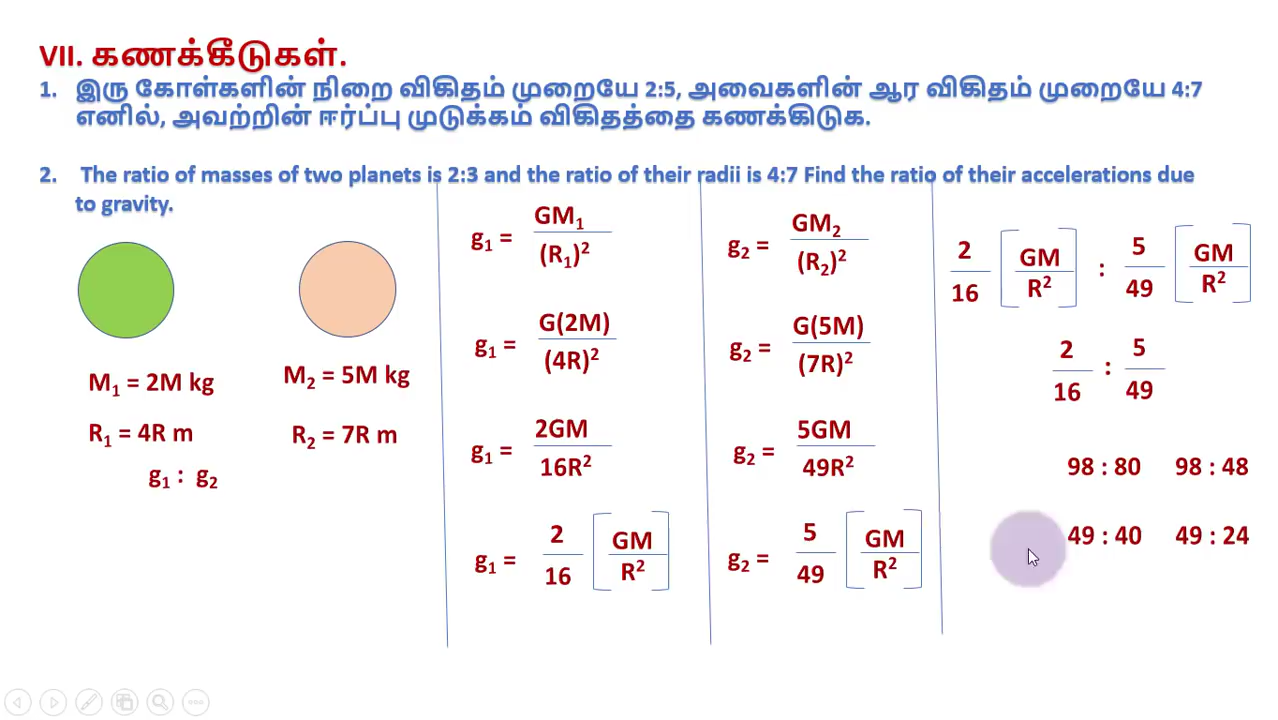 VII. கணக்கீடுகள்.
1. இரு கோள்களின் நிறை விகிதம் முறையே 2:5, அவைகளின் ஆர விகிதம் முறையே 4:7
எனில், அவற்றின் ஈர்ப்பு முடுக்கம் விகிதத்தை கணக்கிடுக.
2. The ratio of masses of two planets is 2:3 and the ratio of their radii is 4:7 Find the ratio of their accelerations due
to gravity.
M₁ = 2M kg
R₁ = 4R m
M₂ = 5M kg
R₂ = 7R m
g₁ : g₂
g₁ = GM₁ / (R₁)²
g₁ = G(2M) / (4R)²
g₁ = 2GM / 16R²
g₁ = 2/16 [GM / R²]
g₂ = GM₂ / (R₂)²
g₂ = G(5M) / (7R)²
g₂ = 5GM / 49R²
g₂ = 5/49 [GM / R²]
2/16 [GM / R²] : 5/49 [GM / R²]
2/16 : 5/49
98 : 80 98 : 48
49 : 40 49 : 24